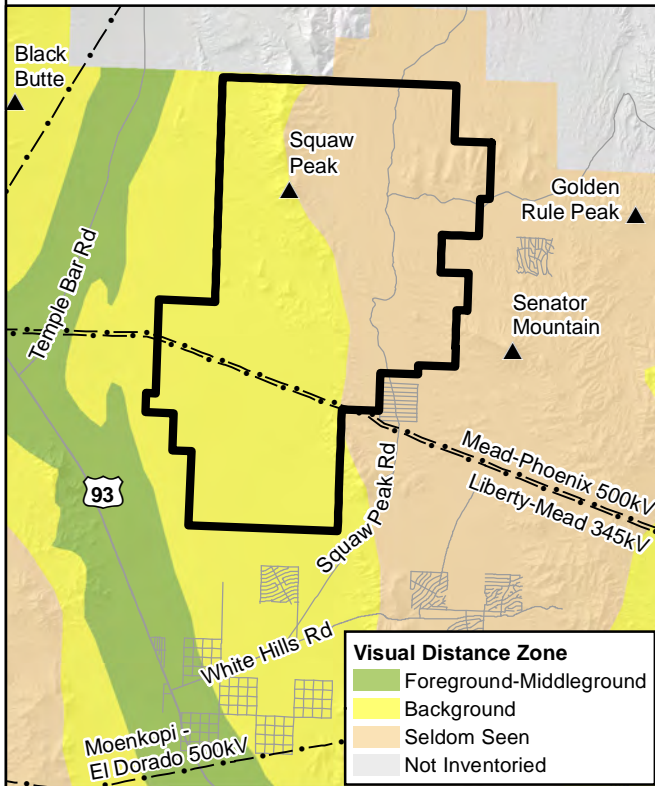 Black
Butte
Squaw
Peak
Golden
Rule Peak
Temple Bar Rd
Senator
Mountain
Mead-Phoenix 500kV
Liberty-Mead 345kV
93
Squaw Peak Rd
White Hills Rd
Moenkopi -
El Dorado 500kV
Visual Distance Zone
Foreground-Middleground
Background
Seldom Seen
Not Inventoried